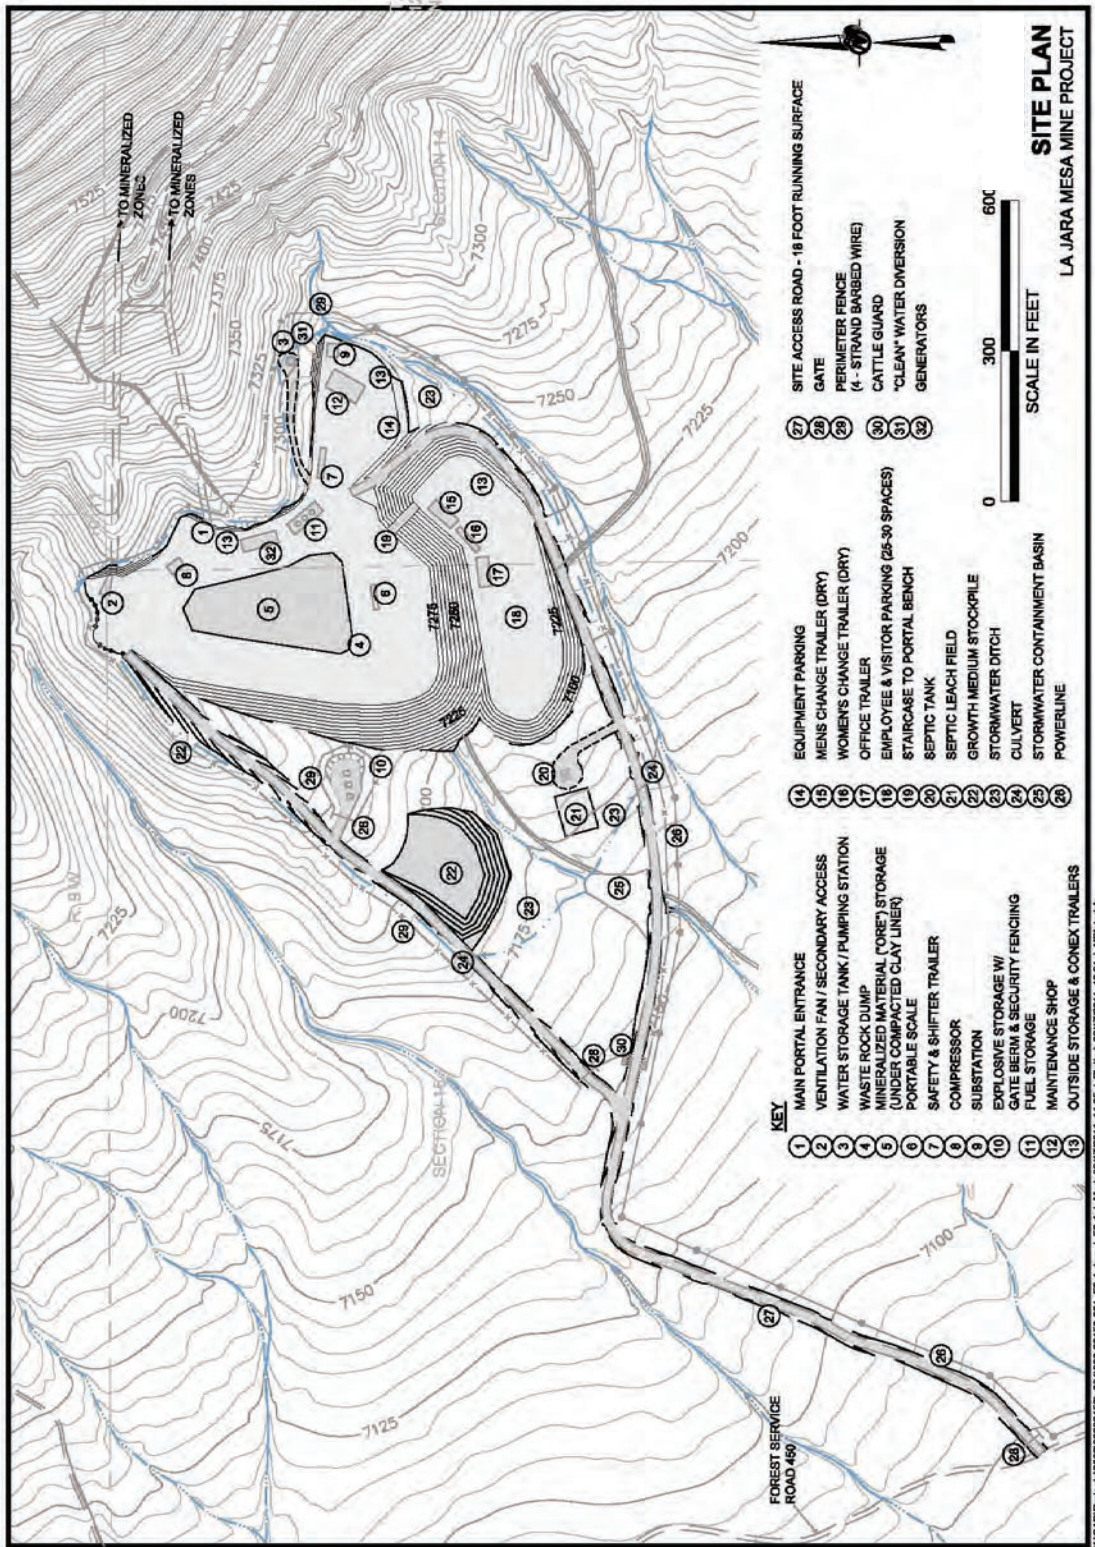 SITE PLAN
LA JARA MESA MINE PROJECT
SCALE IN FEET
0
300
TO MINERALIZED
ZONES
TO MINERALIZED
ZONES
SECTION 14
SECTION 15
R. 9 W
FOREST SERVICE
ROAD 450
7525
7425
7400
7375
7350
7325
7300
7300
7275
7250
7225
7200
7275
7250
7225
7225
7100
7175
7225
7200
7175
7150
7125
7100
KEY
1 MAIN PORTAL ENTRANCE
2 VENTILATION FAN / SECONDARY ACCESS
3 WATER STORAGE TANK / PUMPING STATION
4 WASTE ROCK DUMP
5 MINERALIZED MATERIAL ("ORE") STORAGE
(UNDER COMPACTED CLAY LINER)
6 PORTABLE SCALE
7 SAFETY & SHIFTER TRAILER
8 COMPRESSOR
9 SUBSTATION
10 EXPLOSIVE STORAGE W/
GATE BERM & SECURITY FENCING
11 FUEL STORAGE
12 MAINTENANCE SHOP
13 OUTSIDE STORAGE & CONEX TRAILERS
14 EQUIPMENT PARKING
15 MENS CHANGE TRAILER (DRY)
16 WOMEN'S CHANGE TRAILER (DRY)
17 OFFICE TRAILER
18 EMPLOYEE & VISITOR PARKING (25-30 SPACES)
19 STAIRCASE TO PORTAL BENCH
20 SEPTIC TANK
21 SEPTIC LEACH FIELD
22 GROWTH MEDIUM STOCKPILE
23 STORMWATER DITCH
24 CULVERT
25 STORMWATER CONTAINMENT BASIN
26 POWERLINE
27 SITE ACCESS ROAD - 16 FOOT RUNNING SURFACE
28 GATE
29 PERIMETER FENCE
(4 - STRAND BARBED WIRE)
30 CATTLE GUARD
31 "CLEAN" WATER DIVERSION
32 GENERATORS